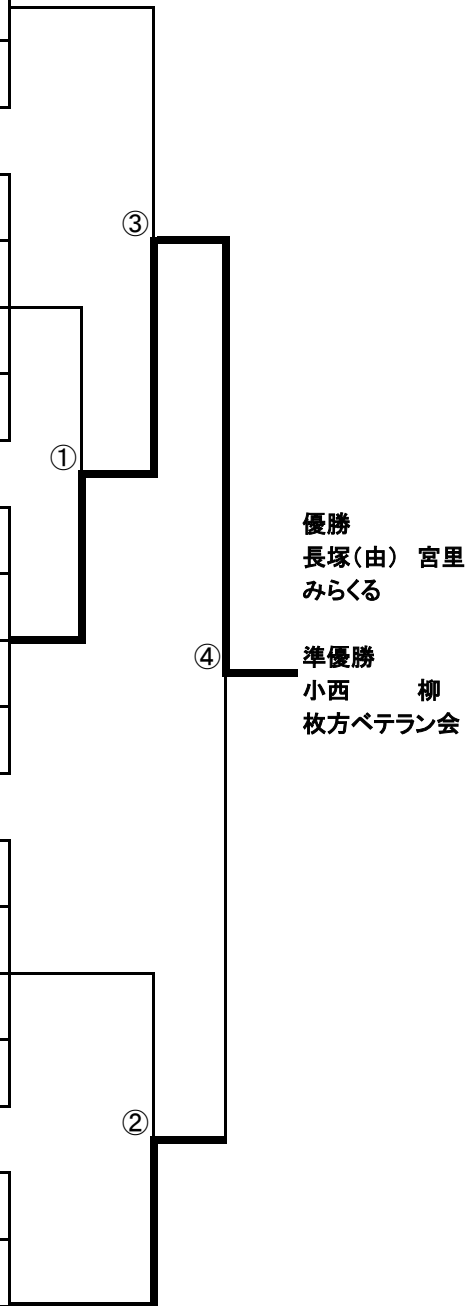 ③
①
優勝
長塚(由) 宮里
みらくる
④
準優勝
小西 柳
枚方ベテラン会
②